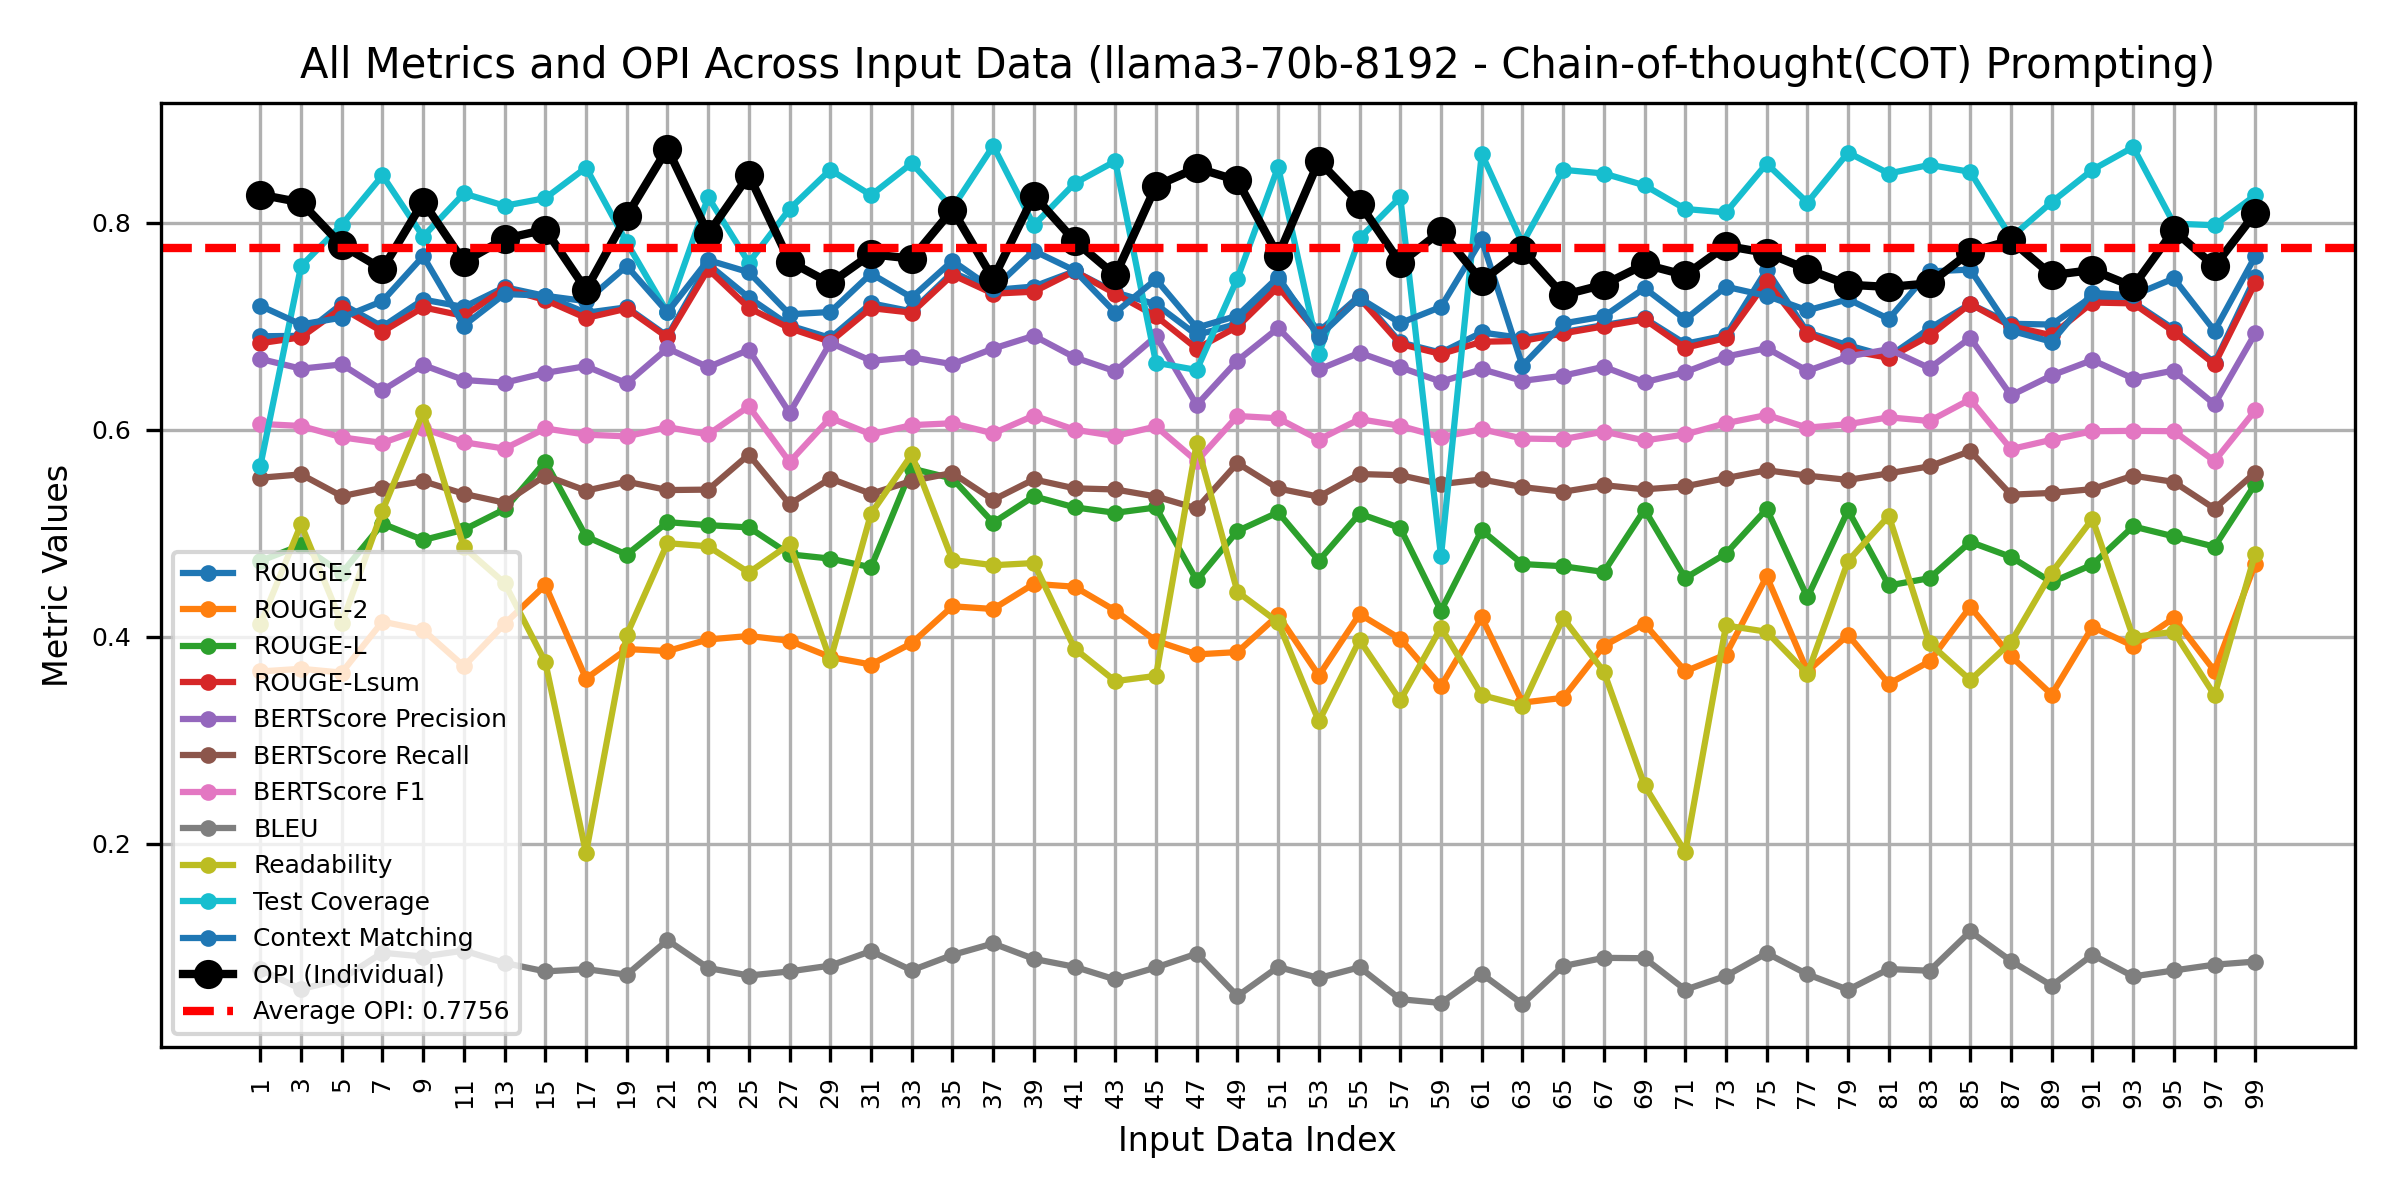 All Metrics and OPI Across Input Data (llama3-70b-8192 - Chain-of-thought(COT) Prompting)
Metric Values
0.8
0.6
0.4
0.2
ROUGE-1
ROUGE-2
ROUGE-L
ROUGE-Lsum
BERTScore Precision
BERTScore Recall
BERTScore F1
BLEU
Readability
Test Coverage
Context Matching
OPI (Individual)
Average OPI: 0.7756
1 3 5 7 9 11 13 15 17 19 21 23 25 27 29 31 33 35 37 39 41 43 45 47 49 51 53 55 57 59 61 63 65 67 69 71 73 75 77 79 81 83 85 87 89 91 93 95 97 99
Input Data Index